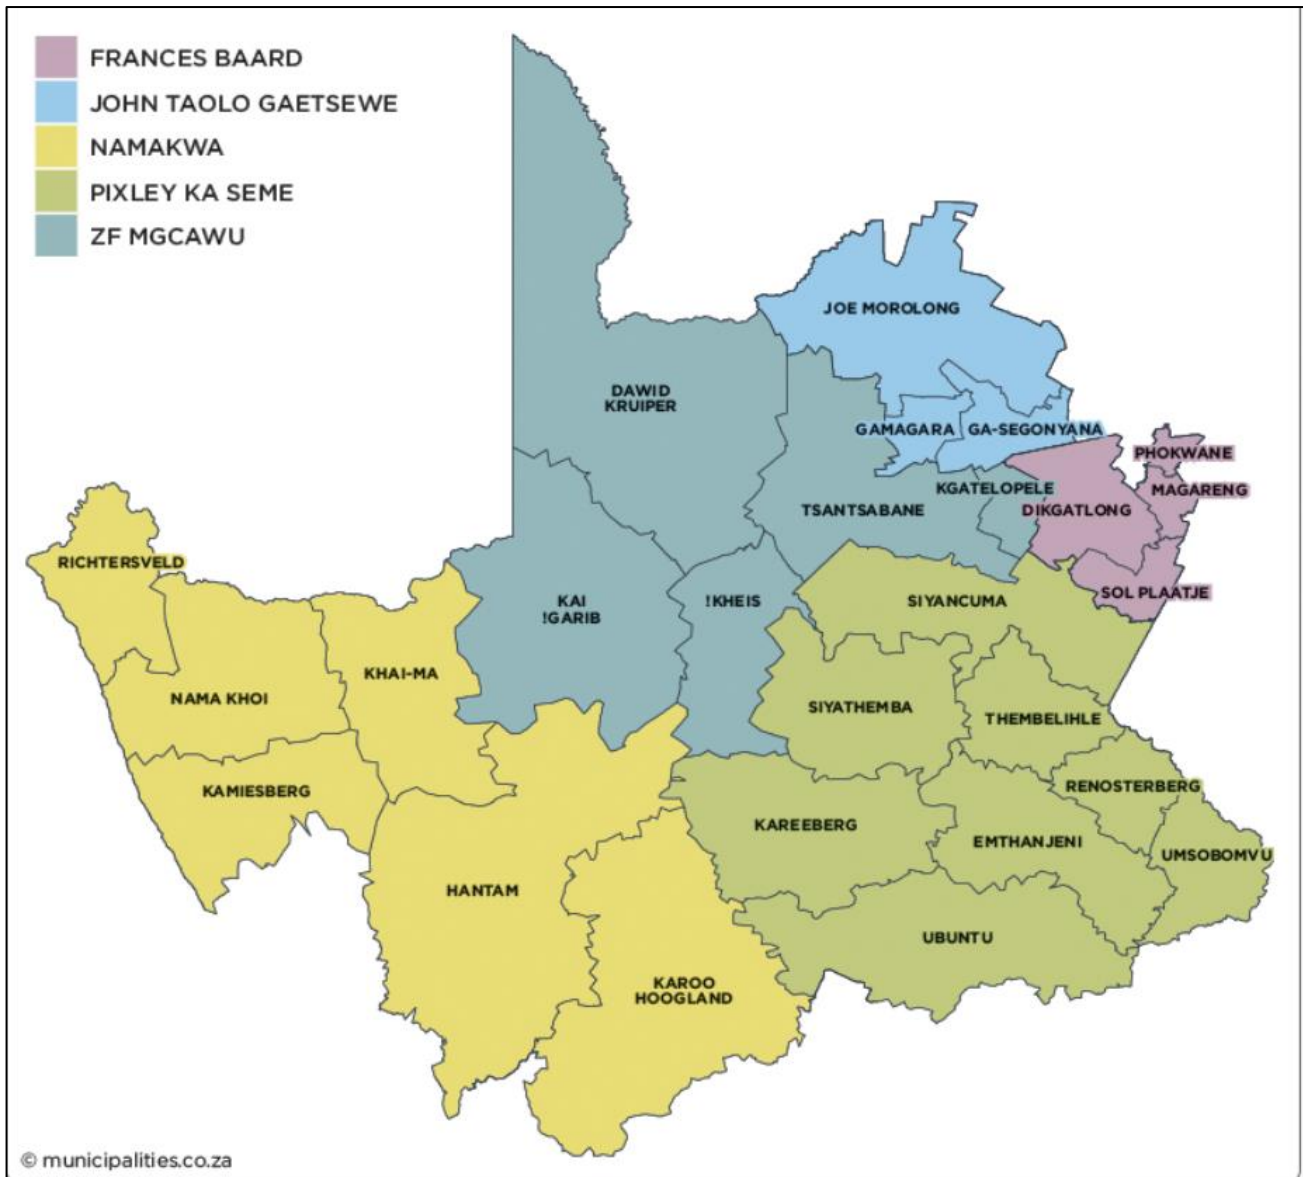 FRANCES BAARD
JOHN TAOLO GAETSEWE
NAMAKWA
PIXLEY KA SEME
ZF MGCAWU
JOE MOROLONG
DAWID
KRUIPER
GAMAGARA
GA-SEGONYANA
PHOKWANE
KGATELOPELE
MAGARENG
TSANTSABANE
DIKGATLONG
RICHTERSVELD
SOL PLAATJE
KAI
!GARIB
!KHEIS
SIYANCUMA
KHAI-MA
NAMA KHOI
SIYATHEMBA
THEMBELIHLE
KAMIESBERG
RENOSTERBERG
KAREEBERG
EMTHANJENI
UMSOBOMVU
HANTAM
UBUNTU
KAROO
HOOGLAND
© municipalities.co.za